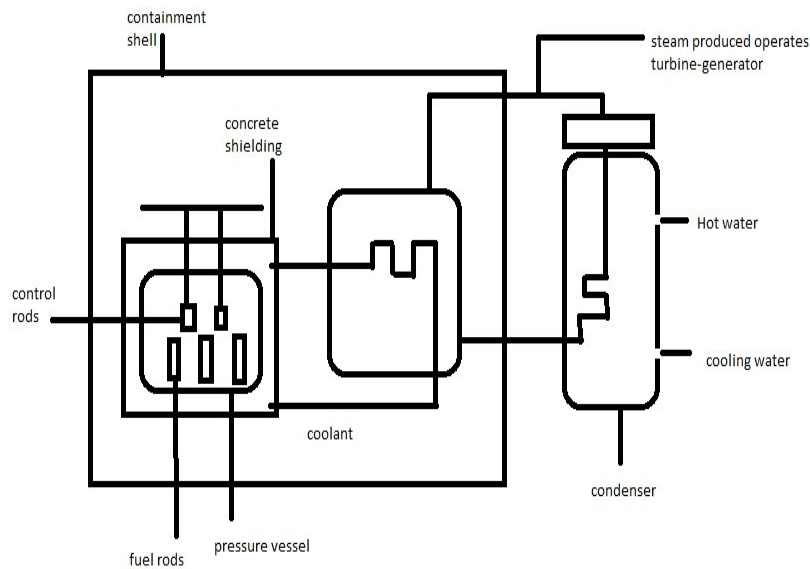 containment
shell
steam produced operates
turbine-generator
concrete
shielding
Hot water
control
rods
cooling water
coolant
condenser
pressure vessel
fuel rods